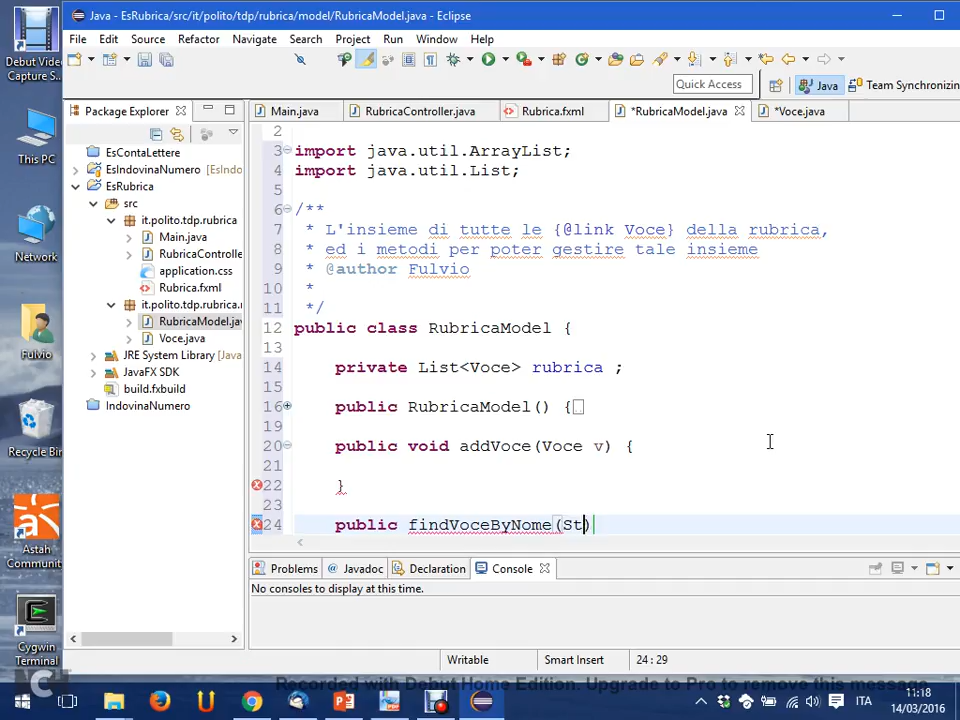 Java - EsRubrica/src/it/polito/tdp/rubrica/model/RubricaModel.java - Eclipse
File Edit Source Refactor Navigate Search Project Run Window Help
Quick Access
Java
Team Synchronizin
Package Explorer
Main.java
RubricaController.java
Rubrica.fxml
*RubricaModel.java
*Voce.java
EsContaLettere
EsIndovinaNumero [EsIndo
EsRubrica
src
it.polito.tdp.rubrica
Main.java
RubricaControlle
application.css
Rubrica.fxml
it.polito.tdp.rubrica.
RubricaModel.jav
Voce.java
JRE System Library [Java
JavaFX SDK
build.fxbuild
IndovinaNumero
2
3 import java.util.ArrayList;
4 import java.util.List;
5
6 /**
7 * L'insieme di tutte le {@link Voce} della rubrica,
8 * ed i metodi per poter gestire tale insieme
9 * @author Fulvio
10 *
11 */
12 public class RubricaModel {
13
14 private List<Voce> rubrica ;
15
16 public RubricaModel() {
20 public void addVoce(Voce v) {
21
22 }
23
24 public findVoceByNome(St)
Problems @ Javadoc Declaration Console
No consoles to display at this time.
Writable
Smart Insert
24 : 29
Debut Vide
Capture S...
This PC
Network
Fulvio
Recycle Bin
Astah
Communit
Cygwin
Terminal
Recorded with Debut Home Edition. Upgrade to Pro to remove this message
ITA
11:18
14/03/2016